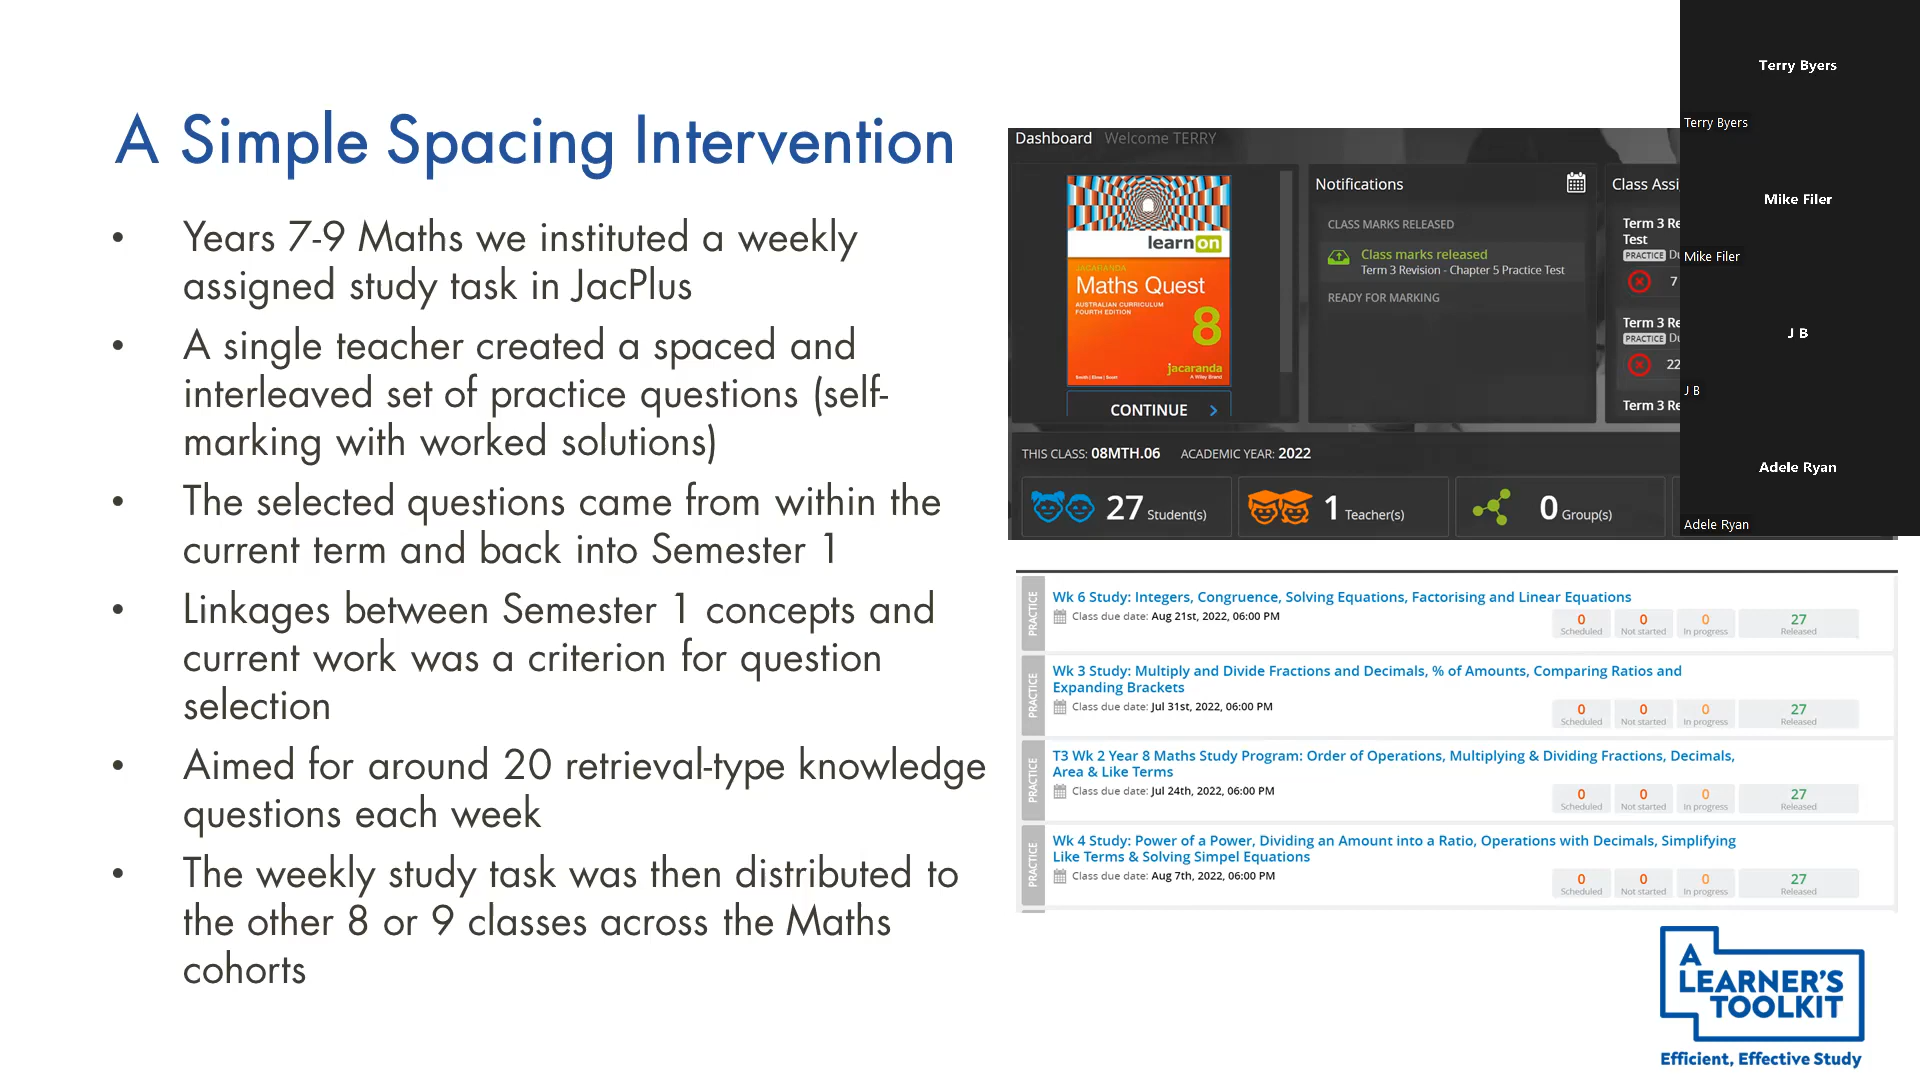 A Simple Spacing Intervention
• Years 7-9 Maths we instituted a weekly
assigned study task in JacPlus
• A single teacher created a spaced and
interleaved set of practice questions (self-
marking with worked solutions)
• The selected questions came from within the
current term and back into Semester 1
• Linkages between Semester 1 concepts and
current work was a criterion for question
selection
• Aimed for around 20 retrieval-type knowledge
questions each week
• The weekly study task was then distributed to
the other 8 or 9 classes across the Maths
cohorts
Dashboard Welcome TERRY
learnon
JACARANDA
Maths Quest
AUSTRALIAN CURRICULUM
FOURTH EDITION
8
jacaranda
A Wiley Brand
CONTINUE
Notifications
CLASS MARKS RELEASED
Class marks released
Term 3 Revision - Chapter 5 Practice Test
READY FOR MARKING
Class Assi
Term 3 Re
Test
PRACTICE Du
7
Term 3 Re
PRACTICE Du
22
Term 3 Re
THIS CLASS: 08MTH.06 ACADEMIC YEAR: 2022
27 Student(s)
1 Teacher(s)
0 Group(s)
Terry Byers
Terry Byers
Mike Filer
Mike Filer
J B
J B
Adele Ryan
Adele Ryan
PRACTICE
Wk 6 Study: Integers, Congruence, Solving Equations, Factorising and Linear Equations
Class due date: Aug 21st, 2022, 06:00 PM
0 0 0 27
Scheduled Not started In progress Released
PRACTICE
Wk 3 Study: Multiply and Divide Fractions and Decimals, % of Amounts, Comparing Ratios and
Expanding Brackets
Class due date: Jul 31st, 2022, 06:00 PM
0 0 0 27
Scheduled Not started In progress Released
PRACTICE
T3 Wk 2 Year 8 Maths Study Program: Order of Operations, Multiplying & Dividing Fractions, Decimals,
Area & Like Terms
Class due date: Jul 24th, 2022, 06:00 PM
0 0 0 27
Scheduled Not started In progress Released
PRACTICE
Wk 4 Study: Power of a Power, Dividing an Amount into a Ratio, Operations with Decimals, Simplifying
Like Terms & Solving Simpel Equations
Class due date: Aug 7th, 2022, 06:00 PM
0 0 0 27
Scheduled Not started In progress Released
A
LEARNER'S
TOOLKIT
Efficient, Effective Study